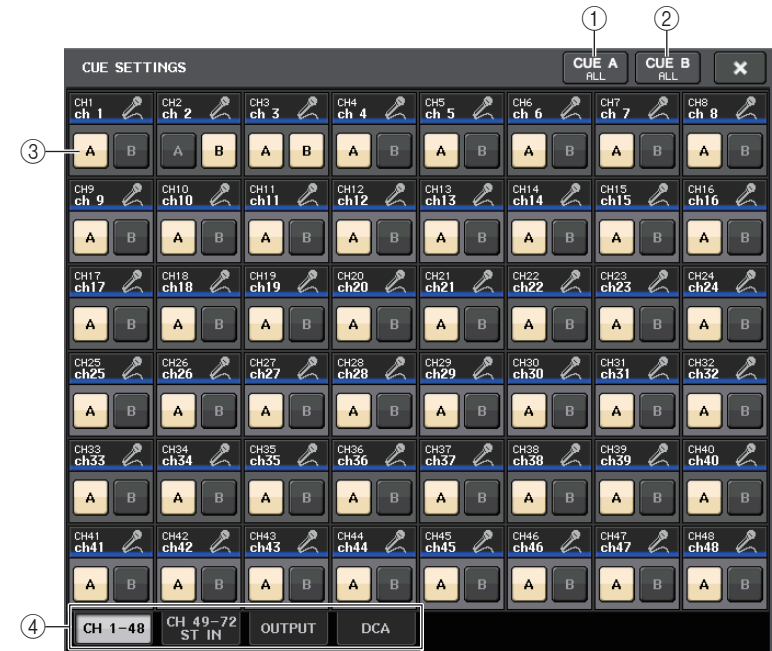 ① ②
CUE SETTINGS CUE A CUE B ×
ALL ALL
CH1 CH2 CH3 CH4 CH5 CH6 CH7 CH8
ch 1 ch 2 ch 3 ch 4 ch 5 ch 6 ch 7 ch 8
③ A B A B A B A B A B A B A B A B
CH9 CH10 CH11 CH12 CH13 CH14 CH15 CH16
ch 9 ch10 ch11 ch12 ch13 ch14 ch15 ch16
A B A B A B A B A B A B A B A B
CH17 CH18 CH19 CH20 CH21 CH22 CH23 CH24
ch17 ch18 ch19 ch20 ch21 ch22 ch23 ch24
A B A B A B A B A B A B A B A B
CH25 CH26 CH27 CH28 CH29 CH30 CH31 CH32
ch25 ch26 ch27 ch28 ch29 ch30 ch31 ch32
A B A B A B A B A B A B A B A B
CH33 CH34 CH35 CH36 CH37 CH38 CH39 CH40
ch33 ch34 ch35 ch36 ch37 ch38 ch39 ch40
A B A B A B A B A B A B A B A B
CH41 CH42 CH43 CH44 CH45 CH46 CH47 CH48
ch41 ch42 ch43 ch44 ch45 ch46 ch47 ch48
A B A B A B A B A B A B A B A B
④ CH 1-48 CH 49-72 OUTPUT DCA
ST IN